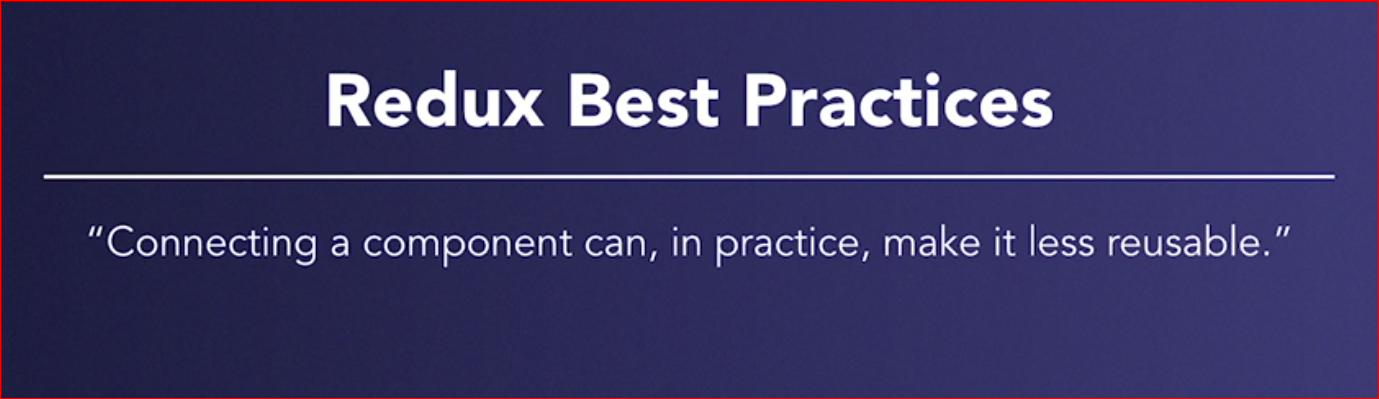 Redux Best Practices
“Connecting a component can, in practice, make it less reusable.”